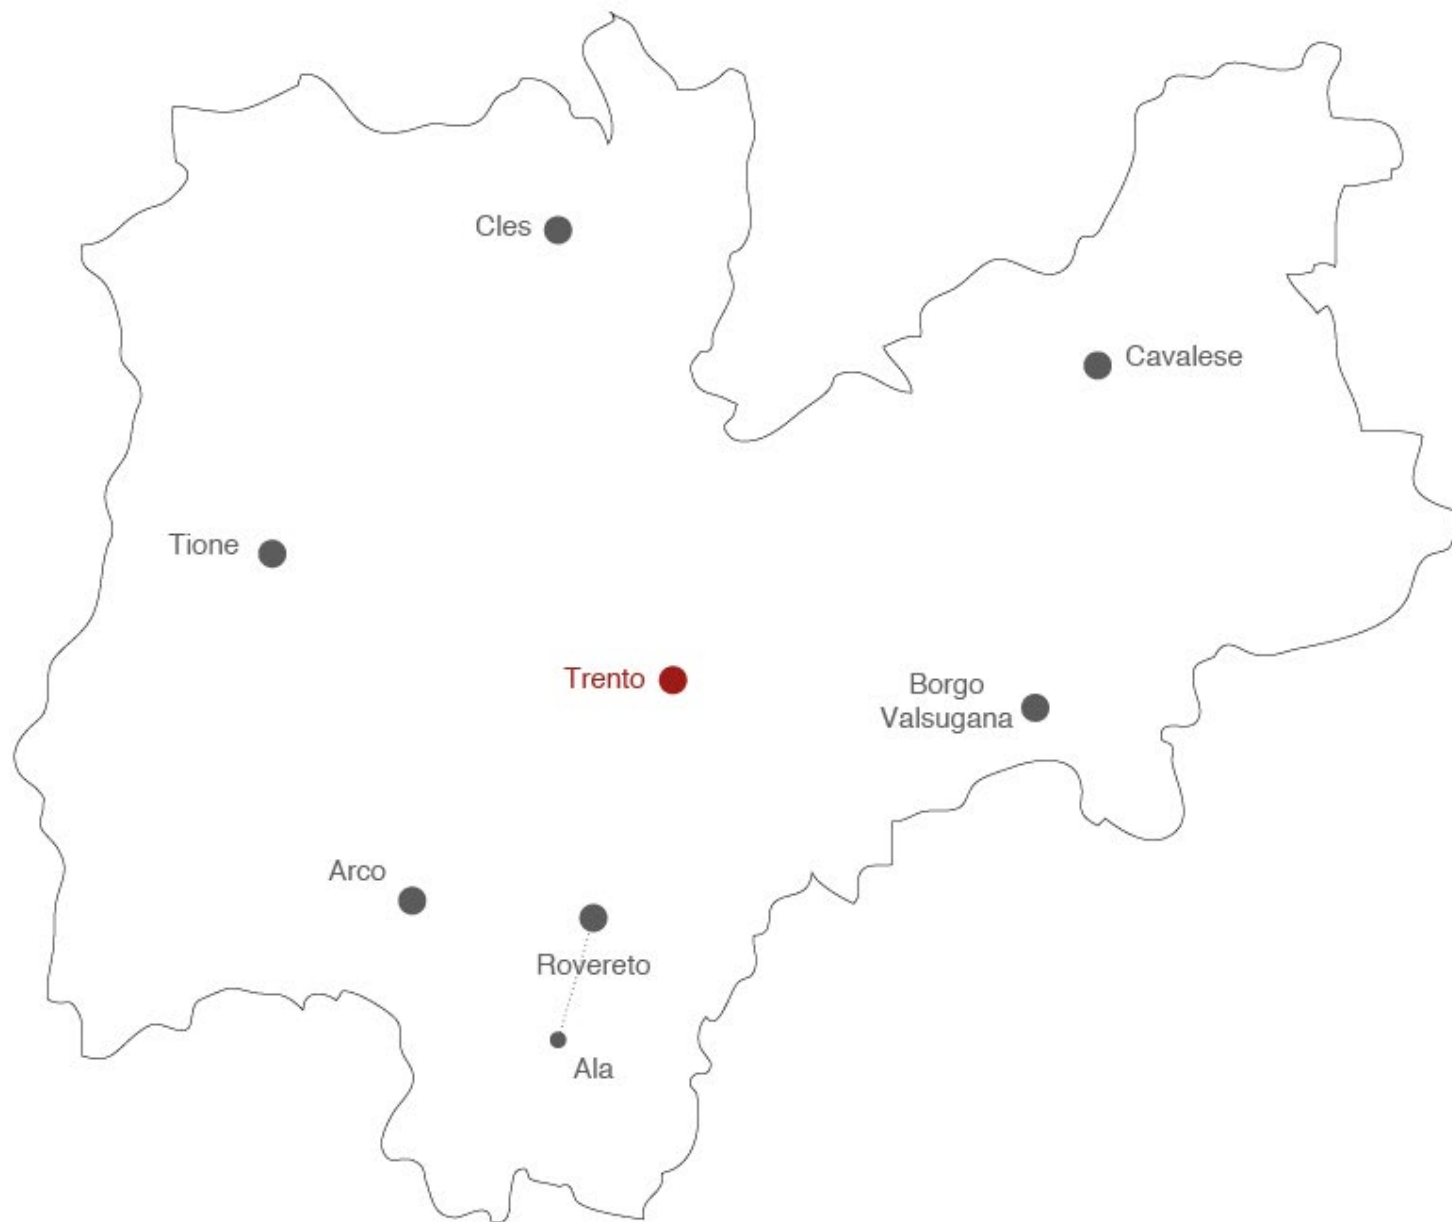 Cles
Cavalese
Tione
Trento
Borgo
Valsugana
Arco
Rovereto
Ala